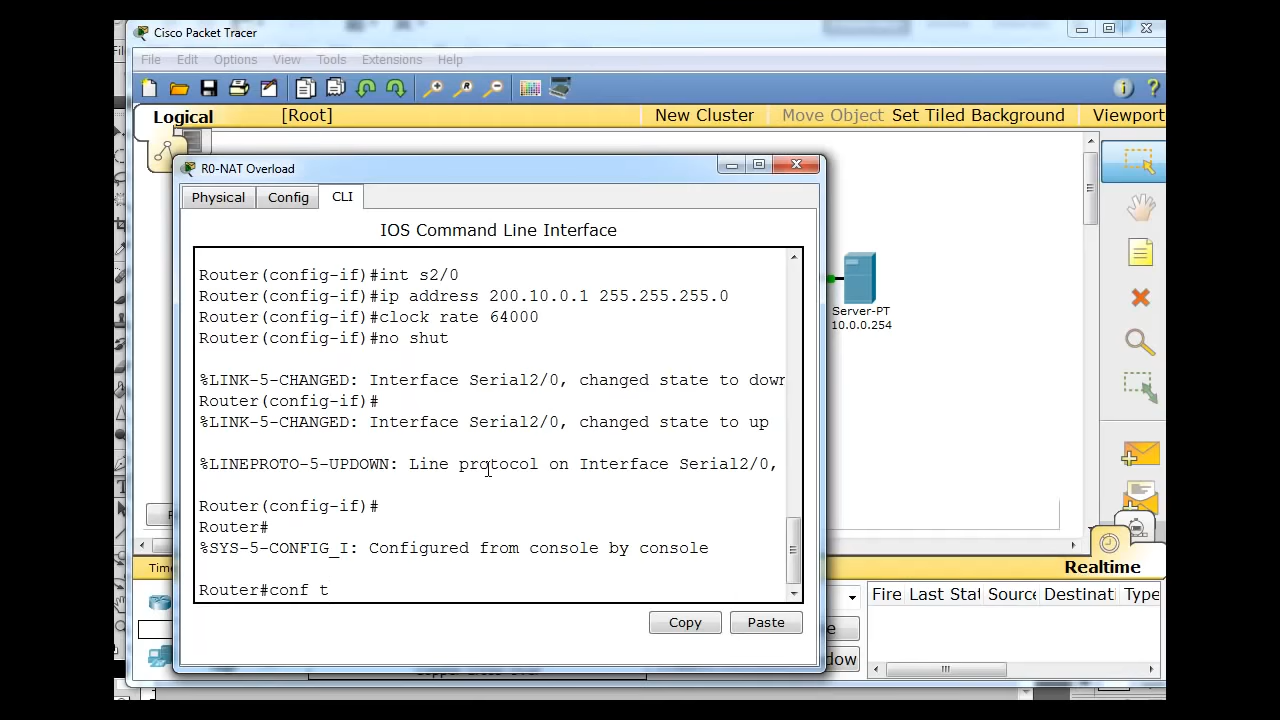 Cisco Packet Tracer
File Edit Options View Tools Extensions Help
Logical [Root] New Cluster Move Object Set Tiled Background Viewport
R0-NAT Overload
Physical Config CLI
IOS Command Line Interface
Router(config-if)#int s2/0
Router(config-if)#ip address 200.10.0.1 255.255.255.0
Router(config-if)#clock rate 64000
Router(config-if)#no shut
%LINK-5-CHANGED: Interface Serial2/0, changed state to down
Router(config-if)#
%LINK-5-CHANGED: Interface Serial2/0, changed state to up
%LINEPROTO-5-UPDOWN: Line protocol on Interface Serial2/0,
Router(config-if)#
Router#
%SYS-5-CONFIG_I: Configured from console by console
Router#conf t
Copy Paste
Server-PT
10.0.0.254
Realtime
Fire Last Stat Source Destinati Type